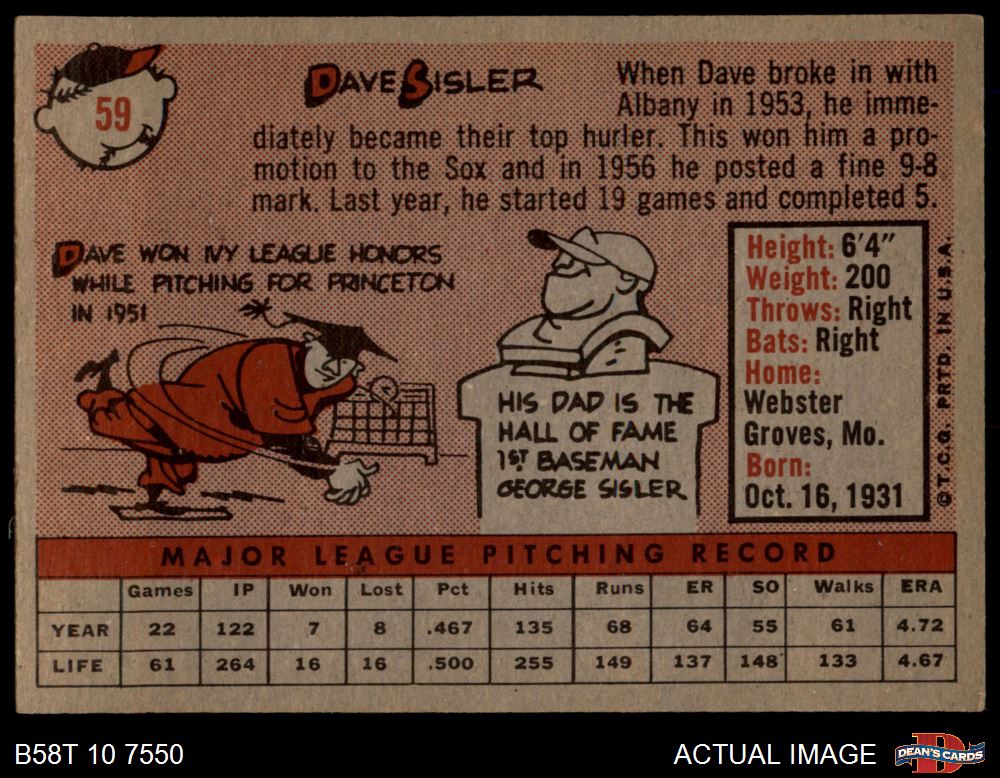 59
DAVE SISLER
When Dave broke in with
Albany in 1953, he imme-
diately became their top hurler. This won him a pro-
motion to the Sox and in 1956 he posted a fine 9-8
mark. Last year, he started 19 games and completed 5.
DAVE WON IVY LEAGUE HONORS
WHILE PITCHING FOR PRINCETON
IN 1951
HIS DAD IS THE
HALL OF FAME
1ST BASEMAN
GEORGE SISLER
Height: 6'4"
Weight: 200
Throws: Right
Bats: Right
Home:
Webster
Groves, Mo.
Born:
Oct. 16, 1931
© T.C.G. PRTD. IN U.S.A.
MAJOR LEAGUE PITCHING RECORD
Games IP Won Lost Pct Hits Runs ER SO Walks ERA
YEAR 22 122 7 8 .467 135 68 64 55 61 4.72
LIFE 61 264 16 16 .500 255 149 137 148 133 4.67
B58T 10 7550
ACTUAL IMAGE
D
DEAN'S CARDS